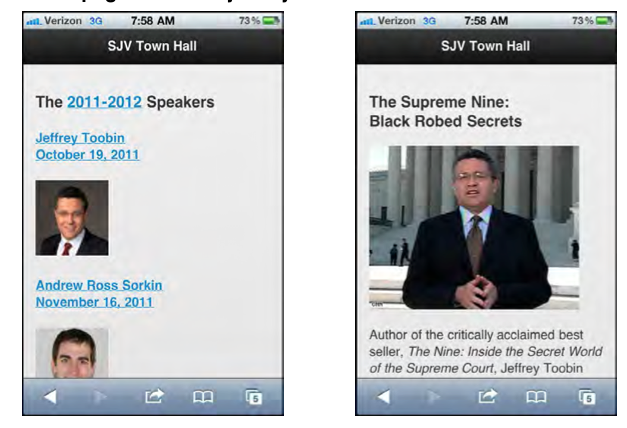 Verizon 3G 7:58 AM 73%
SJV Town Hall
The 2011-2012 Speakers
Jeffrey Toobin
October 19, 2011
Andrew Ross Sorkin
November 16, 2011
5
Verizon 3G 7:58 AM 73%
SJV Town Hall
The Supreme Nine:
Black Robed Secrets
Author of the critically acclaimed best
seller, The Nine: Inside the Secret World
of the Supreme Court, Jeffrey Toobin
5